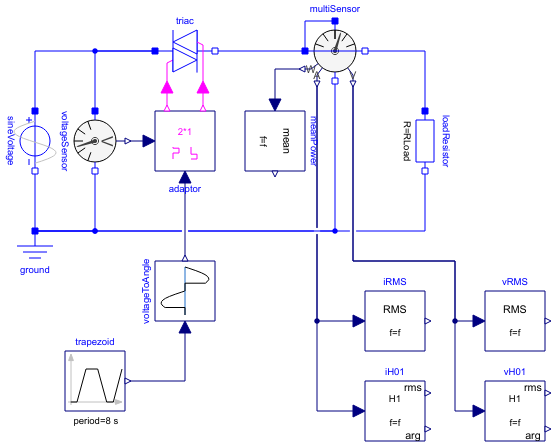 multiSensor
triac
sineVoltage
+
voltageSensor
2*1
adaptor
W
mean
f=f
meanPower
R=RLoad
loadResistor
ground
voltageToAngle
iRMS
RMS
f=f
vRMS
RMS
f=f
trapezoid
period=8 s
iH01
rms
H1
f=f
arg
vH01
rms
H1
f=f
arg